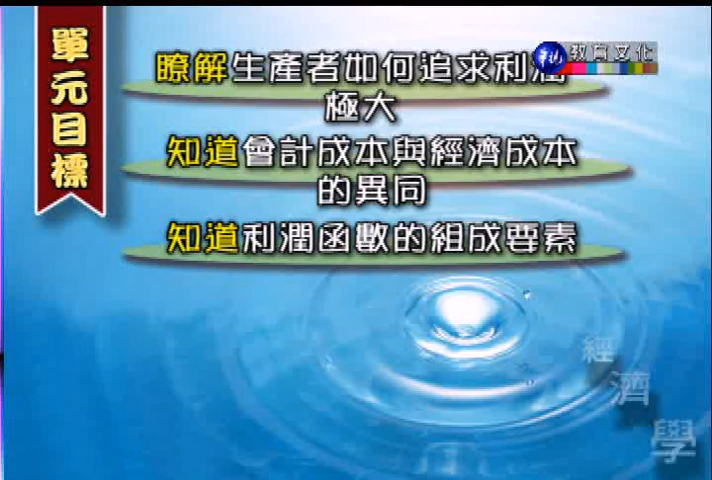 單元目標
瞭解生產者如何追求利潤
極大
知道會計成本與經濟成本
的異同
知道利潤函數的組成要素
教育文化
經濟學